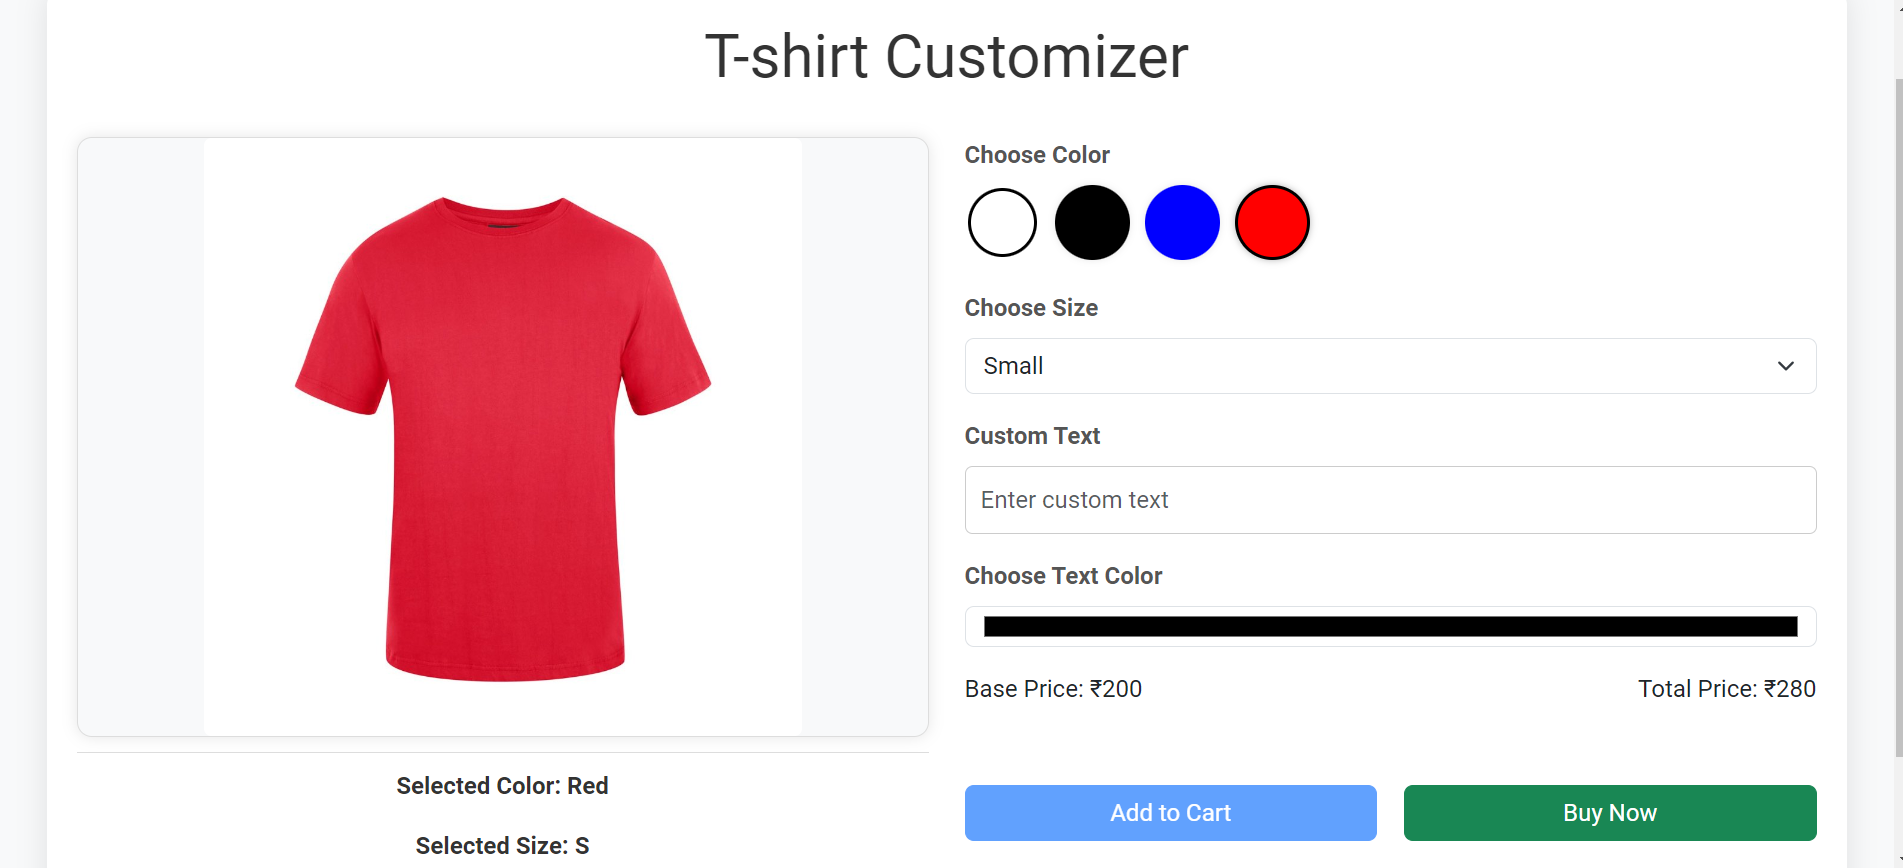 T-shirt Customizer
Choose Color
Choose Size
Small
Custom Text
Enter custom text
Choose Text Color
Base Price: ₹200
Total Price: ₹280
Selected Color: Red
Selected Size: S
Add to Cart
Buy Now